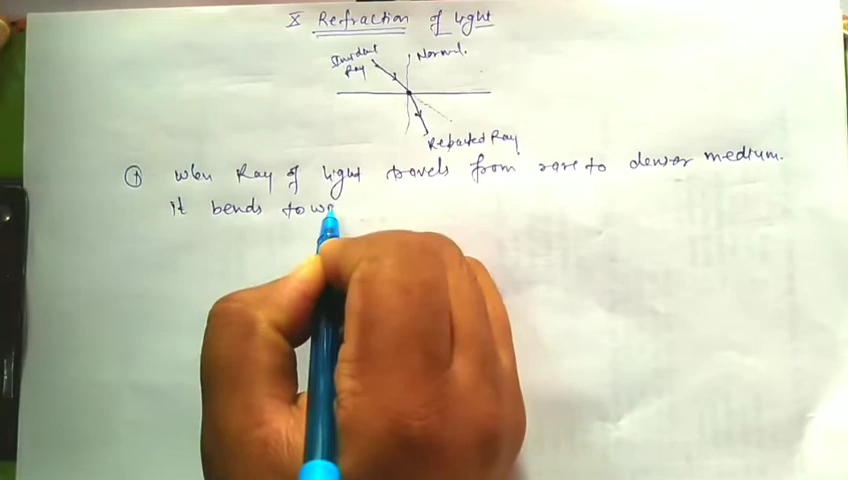 X Refraction of light
Incident Normal.
Ray
Refracted Ray
① when Ray of light travels from rare to denser medium.
It bends towa